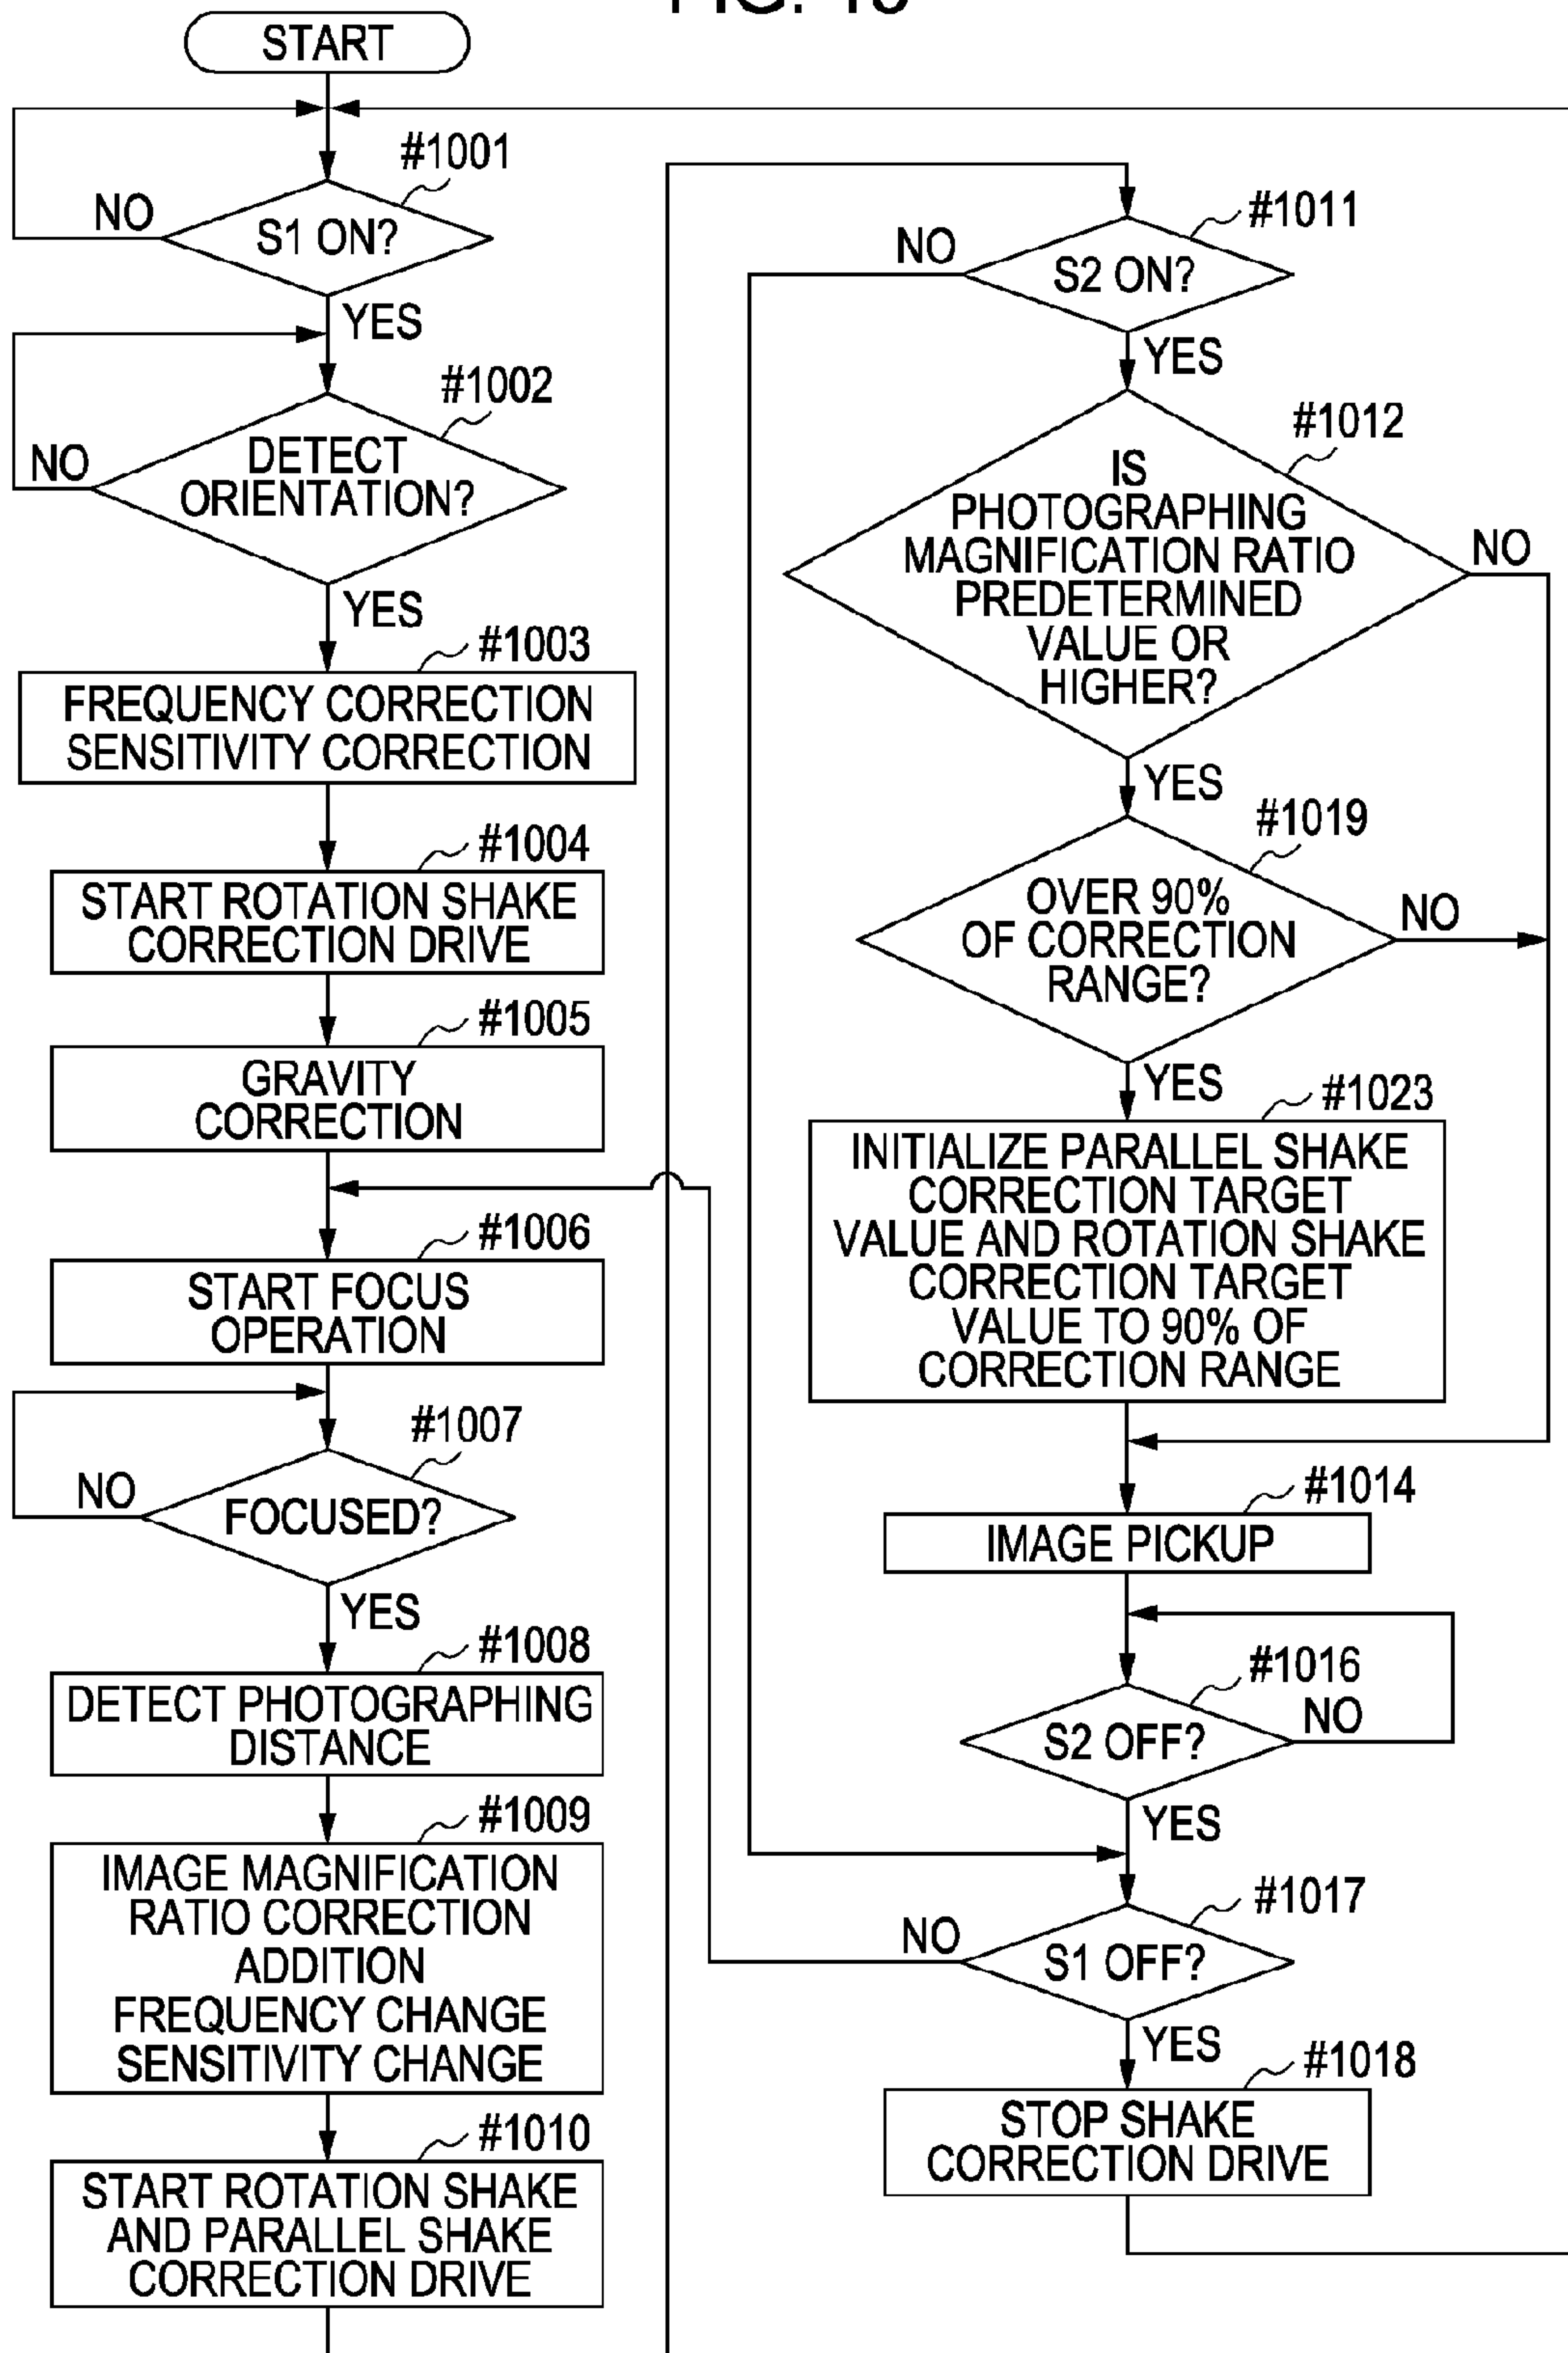 START
#1001
S1 ON?
NO
YES
#1002
DETECT
ORIENTATION?
NO
YES
#1003
FREQUENCY CORRECTION
SENSITIVITY CORRECTION
#1004
START ROTATION SHAKE
CORRECTION DRIVE
#1005
GRAVITY
CORRECTION
#1006
START FOCUS
OPERATION
#1007
FOCUSED?
NO
YES
#1008
DETECT PHOTOGRAPHING
DISTANCE
#1009
IMAGE MAGNIFICATION
RATIO CORRECTION
ADDITION
FREQUENCY CHANGE
SENSITIVITY CHANGE
#1010
START ROTATION SHAKE
AND PARALLEL SHAKE
CORRECTION DRIVE
#1011
S2 ON?
NO
YES
#1012
IS
PHOTOGRAPHING
MAGNIFICATION RATIO
PREDETERMINED
VALUE OR
HIGHER?
NO
YES
#1019
OVER 90%
OF CORRECTION
RANGE?
NO
YES
#1023
INITIALIZE PARALLEL SHAKE
CORRECTION TARGET
VALUE AND ROTATION SHAKE
CORRECTION TARGET
VALUE TO 90% OF
CORRECTION RANGE
#1014
IMAGE PICKUP
#1016
S2 OFF?
NO
YES
#1017
S1 OFF?
NO
YES
#1018
STOP SHAKE
CORRECTION DRIVE